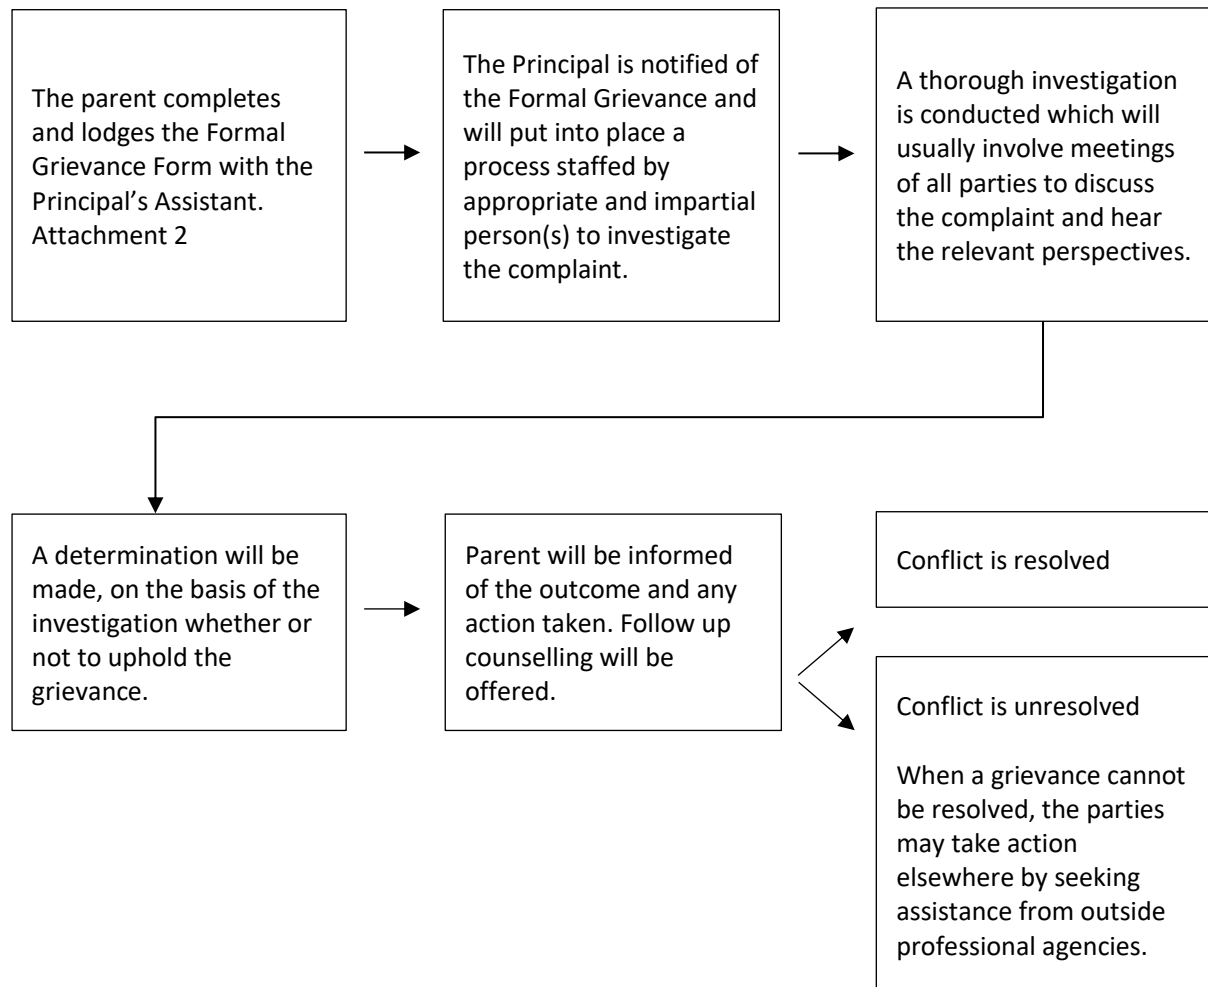 The parent completes
and lodges the Formal
Grievance Form with the
Principal’s Assistant.
Attachment 2
The Principal is notified of
the Formal Grievance and
will put into place a
process staffed by
appropriate and impartial
person(s) to investigate
the complaint.
A thorough investigation
is conducted which will
usually involve meetings
of all parties to discuss
the complaint and hear
the relevant perspectives.
A determination will be
made, on the basis of the
investigation whether or
not to uphold the
grievance.
Parent will be informed
of the outcome and any
action taken. Follow up
counselling will be
offered.
Conflict is resolved
Conflict is unresolved
When a grievance cannot
be resolved, the parties
may take action
elsewhere by seeking
assistance from outside
professional agencies.